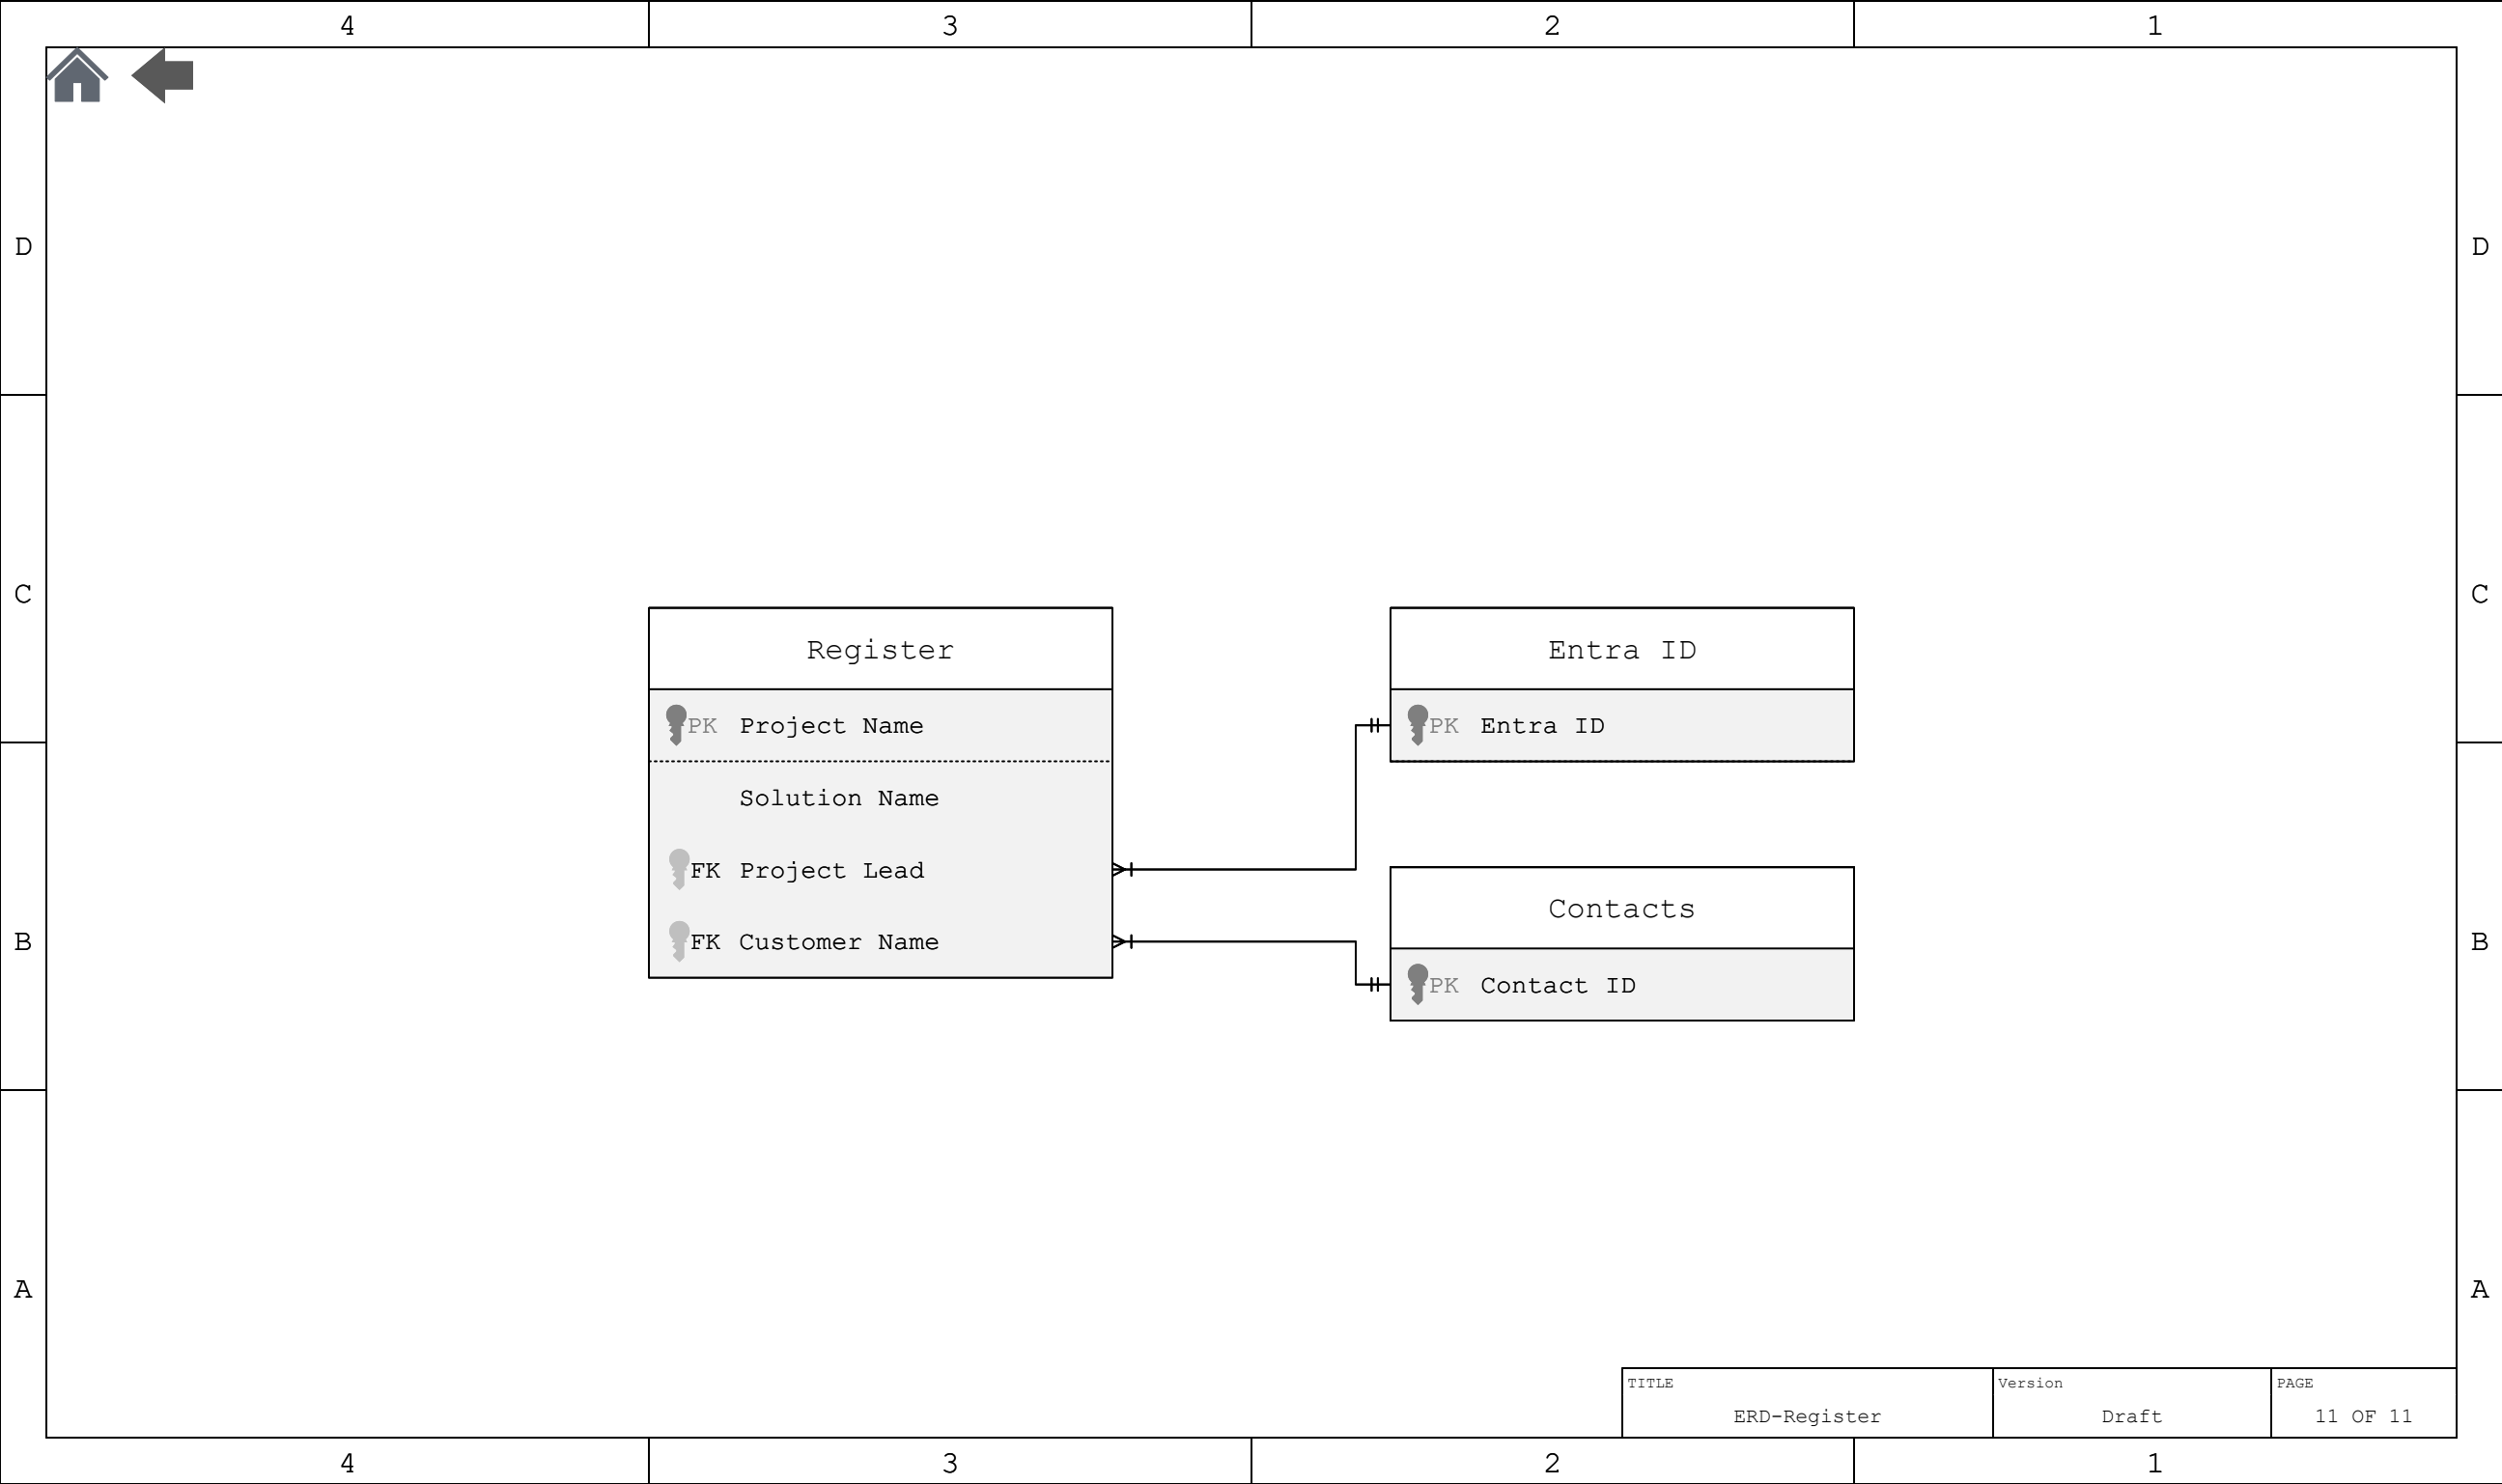 4 3 2 1
D D
C C
Register Entra ID
PK Project Name PK Entra ID
Solution Name
FK Project Lead
Contacts
B B
FK Customer Name
PK Contact ID
A A
TITLE Version PAGE
ERD-Register Draft 11 OF 11
4 3 2 1